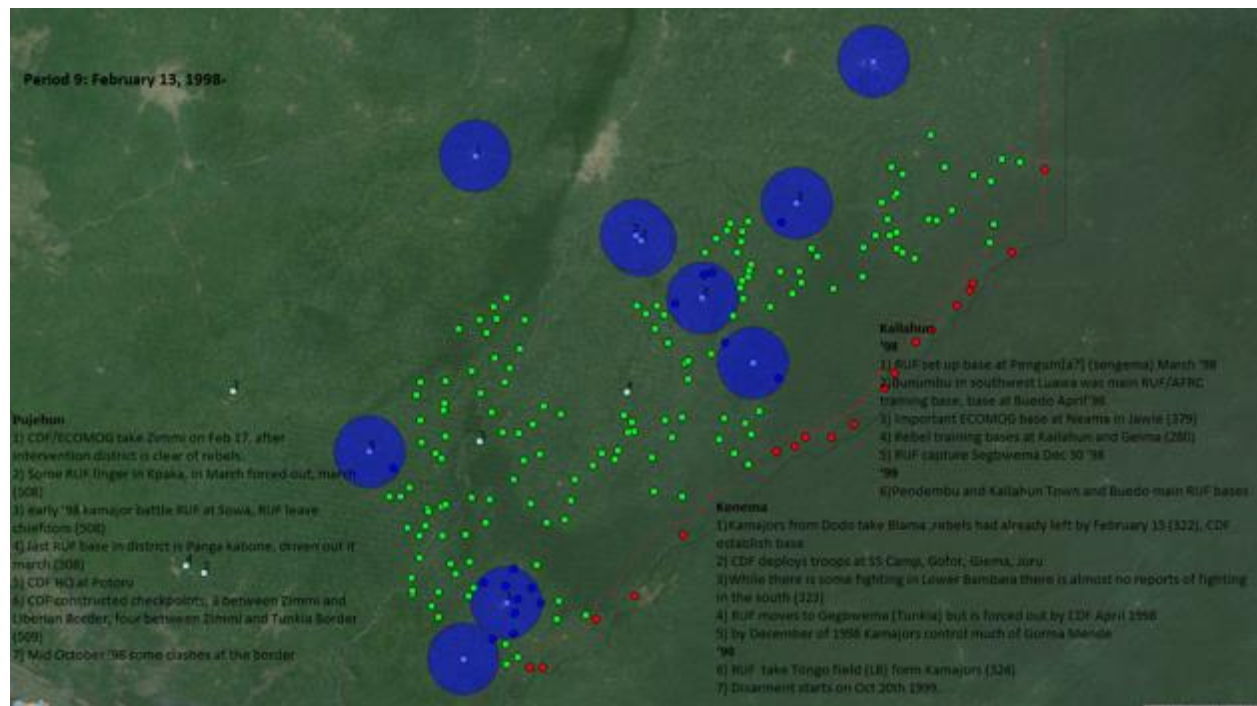 Period 9: February 13, 1998-
Pujehun
1) CDF/ECOMOG take Zimmi on Feb 17, after
intervention district is clear of rebels.
2) Some RUF linger in Kpaka, in March forced out, march
(508)
3) early '98 kamajor battle RUF at Sowa, RUF leave
chiefdom (508)
4) last RUF base in district is Panga kabone, driven out it
march (508)
5) CDF HQ at Potoru
6) CDF constructed checkpoints, 3 between Zimmi and
Liberian Border, four between Zimmi and Tunkia Border
(509)
7) Mid October '98 some clashes at the border
Kailahun
'98
1) RUF set up base at (sengema) March '98
2) Bunumbu in southwest Luawa was main RUF/AFRC
training base, base at Buedo April '98
3) Important ECOMOG base at Neama in Jawie (379)
4) Rebel training bases at Kailahun and Geima (280)
5) RUF capture Segbwema Dec 30 '98
'99
6) Pendembu and Kailahun Town and Buedo main RUF bases
Kenema
1) Kamajors from Dodo take Blama, rebels had already left by February 15 (322), CDF
establish base
2) CDF deploys troops at SS Camp, Gofor, Giema, Joru
3) While there is some fighting in Lower Bambara there is almost no reports of fighting
in the south (323)
4) RUF moves to Gegbwema (Tunkia) but is forced out by CDF April 1998
5) by December of 1998 Kamajors control much of Gorma Mende
'98
6) RUF take Tongo field (LB) form Kamajors (326)
7) Disarment starts on Oct 20th 1999.